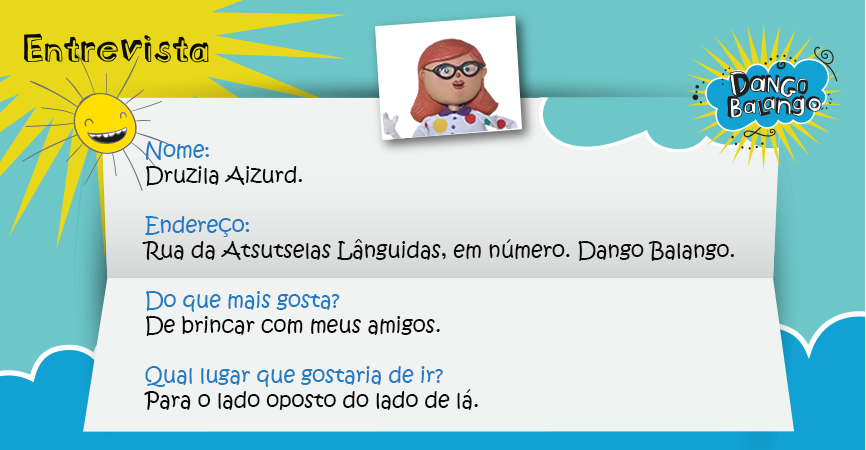 Entrevista
Dango
Balango
Nome:
Druzila Aizurd.
Endereço:
Rua da Atsutselas Lânguidas, em número. Dango Balango.
Do que mais gosta?
De brincar com meus amigos.
Qual lugar que gostaria de ir?
Para o lado oposto do lado de lá.